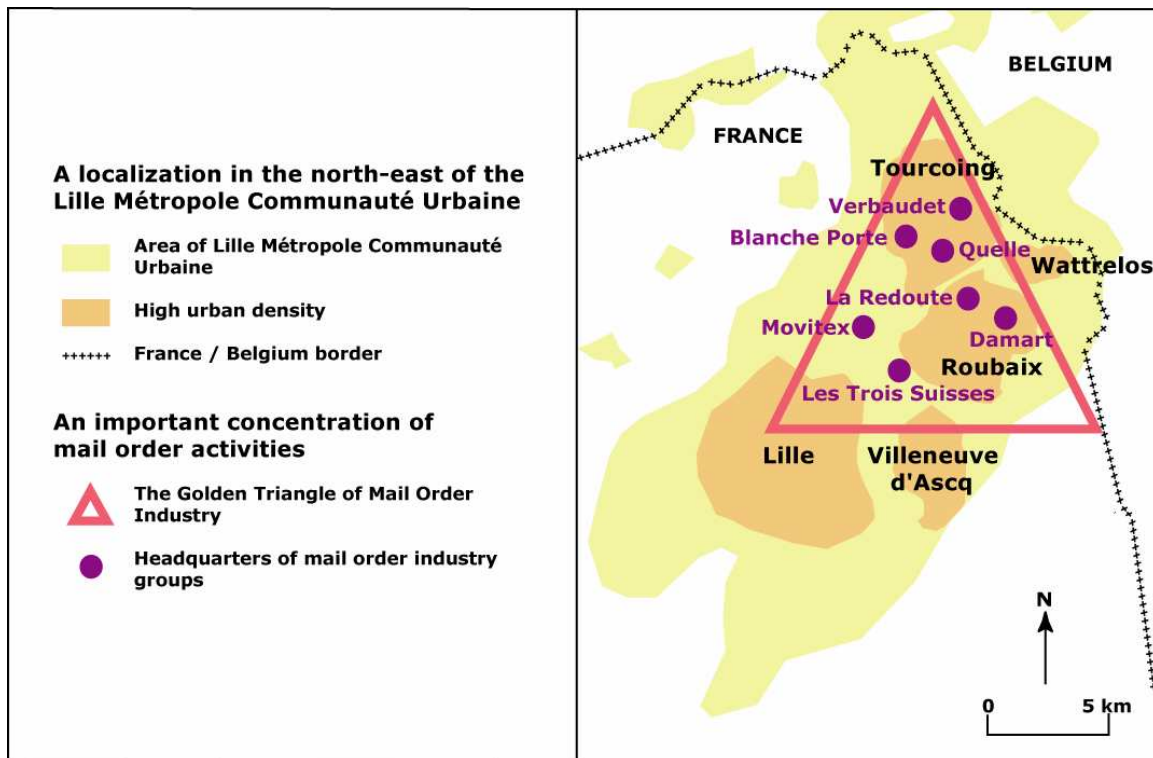 A localization in the north-east of the
Lille Métropole Communauté Urbaine
Area of Lille Métropole Communauté
Urbaine
High urban density
France / Belgium border
An important concentration of
mail order activities
The Golden Triangle of Mail Order
Industry
Headquarters of mail order industry
groups
BELGIUM
FRANCE
Tourcoing
Verbaudet
Blanche Porte
Quelle
Wattrelos
La Redoute
Movitex
Damart
Roubaix
Les Trois Suisses
Lille
Villeneuve
d'Ascq
N
0 5 km